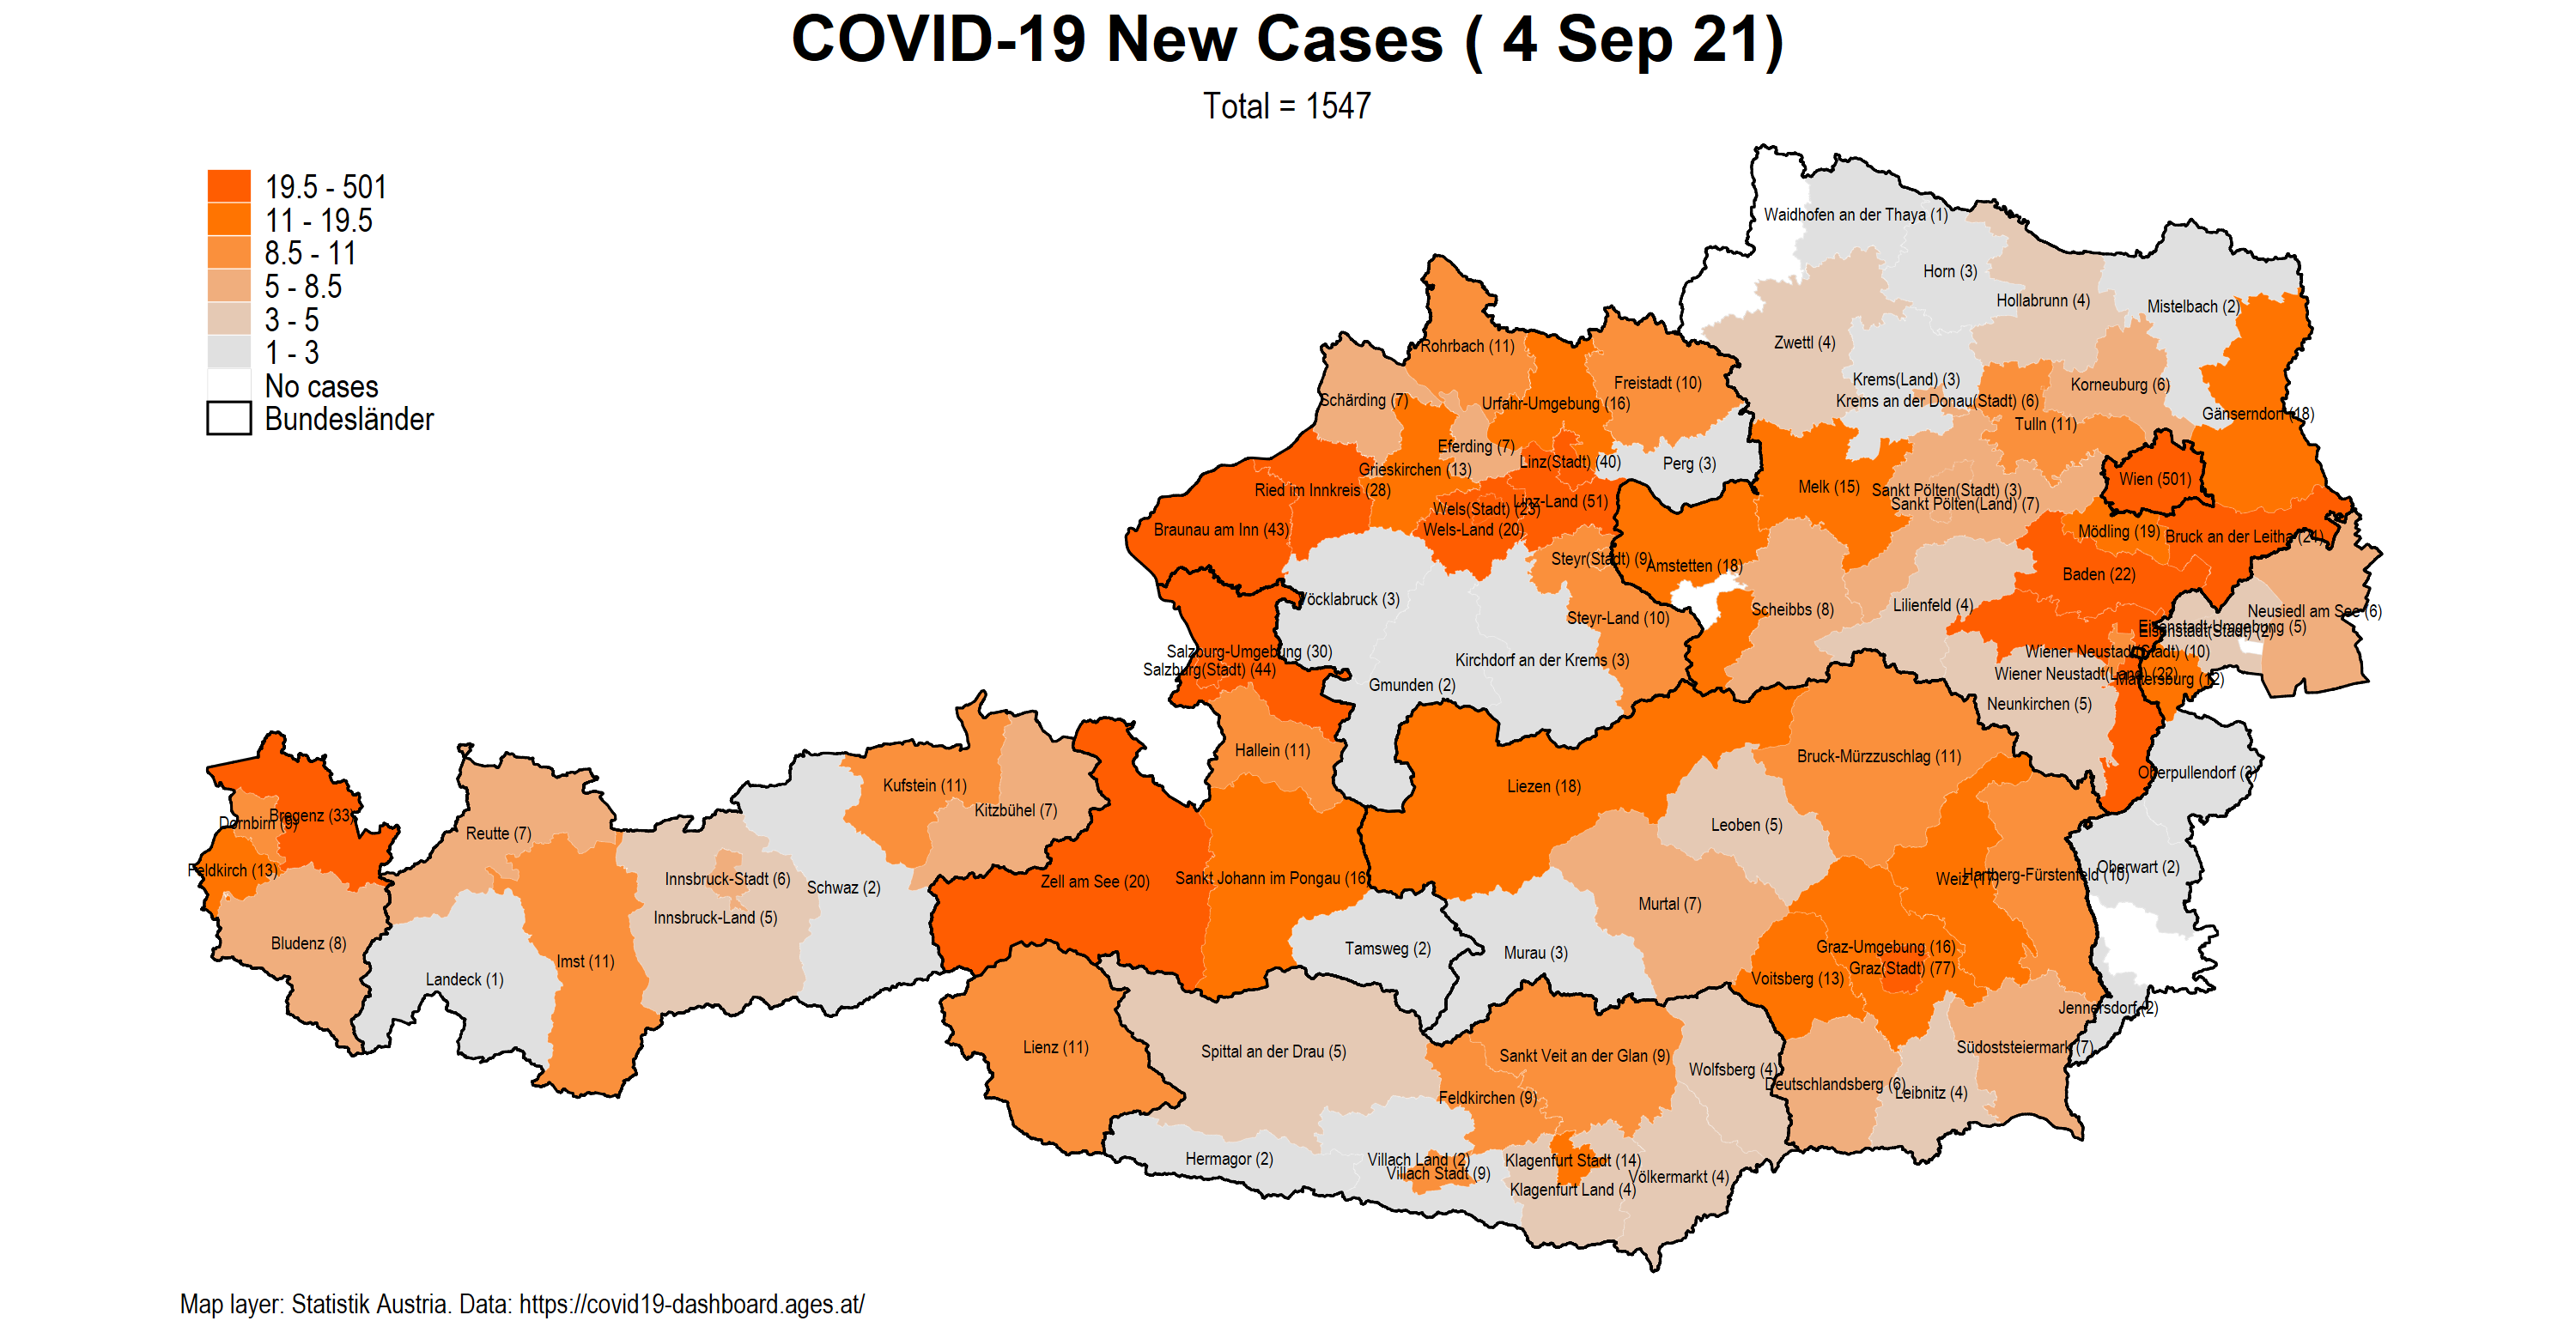 COVID-19 New Cases ( 4 Sep 21)
Total = 1547
19.5 - 501
11 - 19.5
8.5 - 11
5 - 8.5
3 - 5
1 - 3
No cases
Bundesländer
Waidhofen an der Thaya (1)
Horn (3)
Hollabrunn (4)
Mistelbach (2)
Zwettl (4)
Rohrbach (11)
Freistadt (10)
Krems(Land) (3)
Korneuburg (6)
Schärding (7)
Urfahr-Umgebung (16)
Krems an der Donau(Stadt) (6)
Gänserndorf (18)
Tulln (11)
Eferding (7)
Grieskirchen (13)
Linz(Stadt) (40)
Perg (3)
Wien (501)
Ried im Innkreis (28)
Melk (15)
Sankt Pölten(Stadt) (3)
Sankt Pölten(Land) (7)
Linz-Land (51)
Wels(Stadt) (23)
Braunau am Inn (43)
Wels-Land (20)
Mödling (19)
Bruck an der Leitha (21)
Steyr(Stadt) (9)
Amstetten (18)
Baden (22)
Vöcklabruck (3)
Scheibbs (8)
Lilienfeld (4)
Neusiedl am See (6)
Steyr-Land (10)
Eisenstadt-Umgebung (5)
Eisenstadt(Stadt) (2)
Salzburg-Umgebung (30)
Wiener Neustadt(Stadt) (10)
Salzburg(Stadt) (44)
Kirchdorf an der Krems (3)
Wiener Neustadt(Land) (22)
Mattersburg (12)
Gmunden (2)
Neunkirchen (5)
Hallein (11)
Bruck-Mürzzuschlag (11)
Oberpullendorf (3)
Kufstein (11)
Liezen (18)
Kitzbühel (7)
Bregenz (33)
Dornbirn (9)
Reutte (7)
Leoben (5)
Feldkirch (13)
Innsbruck-Stadt (6)
Schwaz (2)
Zell am See (20)
Sankt Johann im Pongau (16)
Weiz (17)
Hartberg-Fürstenfeld (10)
Oberwart (2)
Innsbruck-Land (5)
Murtal (7)
Bludenz (8)
Tamsweg (2)
Murau (3)
Graz-Umgebung (16)
Imst (11)
Graz(Stadt) (77)
Landeck (1)
Voitsberg (13)
Jennersdorf (2)
Lienz (11)
Spittal an der Drau (5)
Sankt Veit an der Glan (9)
Südoststeiermark (7)
Wolfsberg (4)
Deutschlandsberg (6)
Leibnitz (4)
Feldkirchen (9)
Hermagor (2)
Villach Land (2)
Klagenfurt Stadt (14)
Villach Stadt (9)
Völkermarkt (4)
Klagenfurt Land (4)
Map layer: Statistik Austria. Data: https://covid19-dashboard.ages.at/